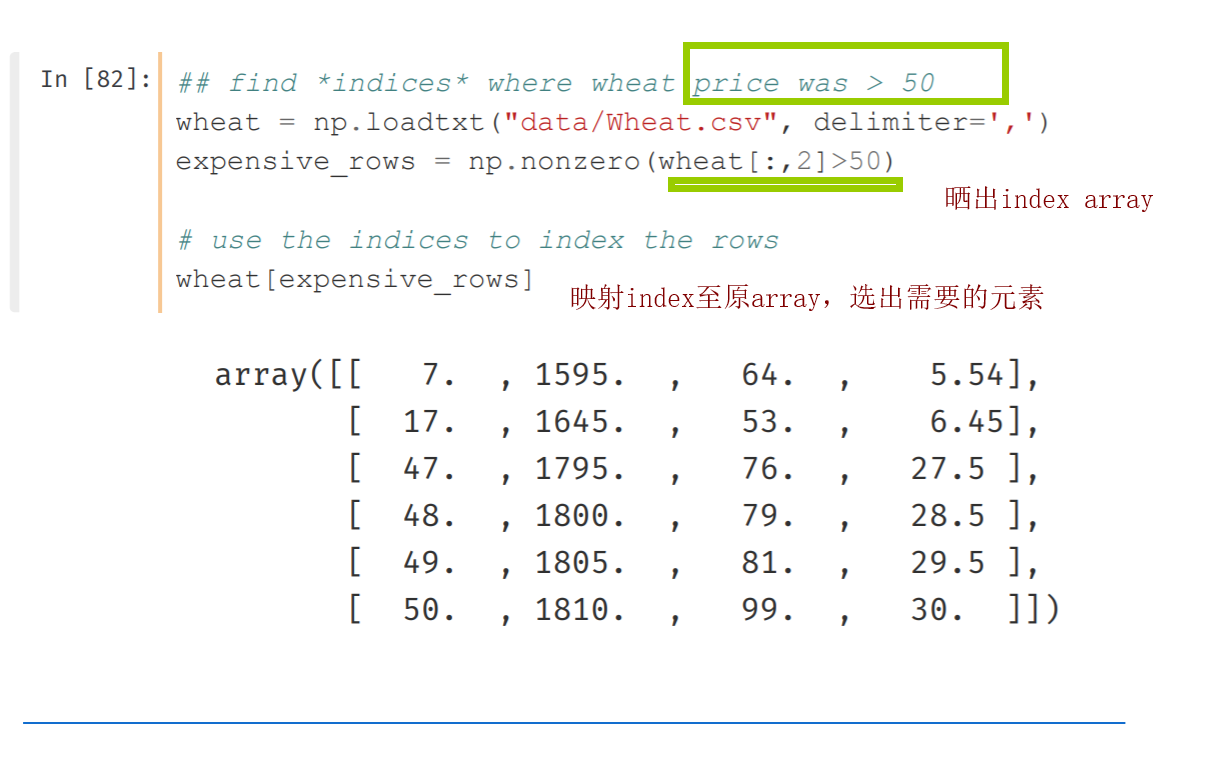 In [82]:
## find *indices* where wheat price was > 50
wheat = np.loadtxt("data/Wheat.csv", delimiter=',')
expensive_rows = np.nonzero(wheat[:,2]>50)
晒出index array
# use the indices to index the rows
wheat[expensive_rows]
映射index至原array，选出需要的元素
array([[   7.  , 1595.  ,   64.  ,    5.54],
       [  17.  , 1645.  ,   53.  ,    6.45],
       [  47.  , 1795.  ,   76.  ,   27.5 ],
       [  48.  , 1800.  ,   79.  ,   28.5 ],
       [  49.  , 1805.  ,   81.  ,   29.5 ],
       [  50.  , 1810.  ,   99.  ,   30.  ]])